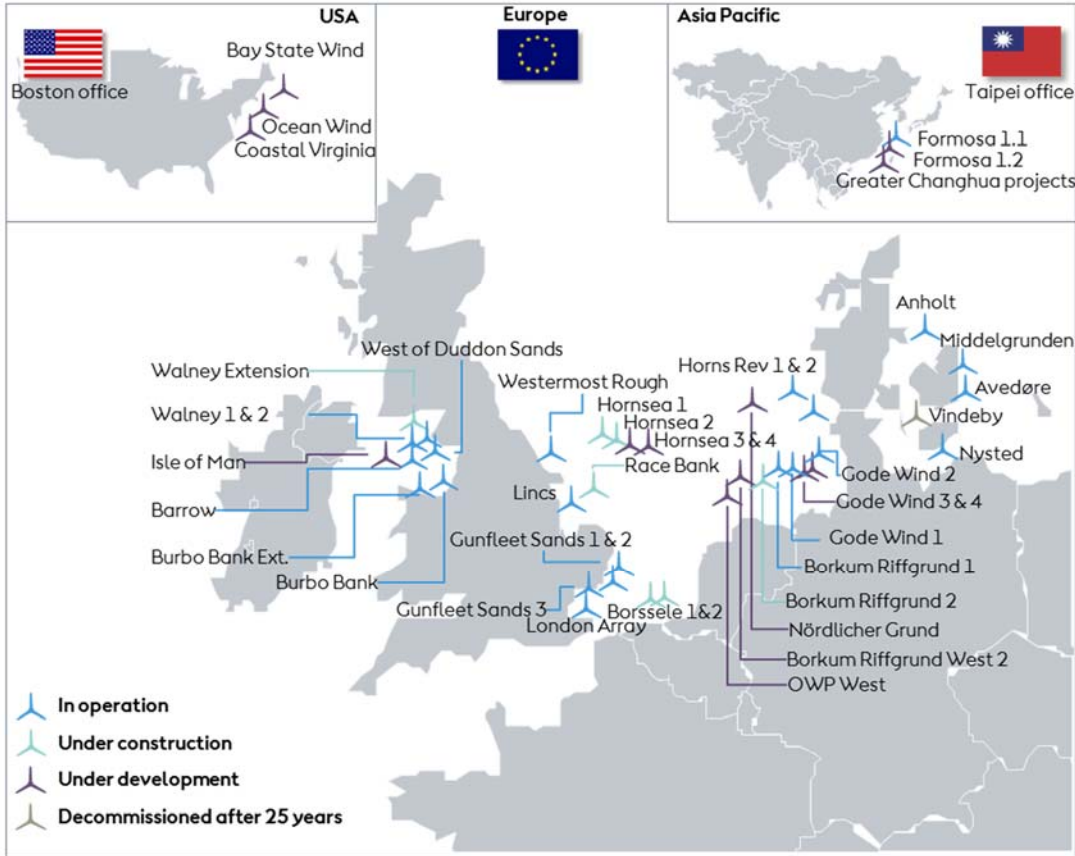 USA
Boston office
Bay State Wind
Ocean Wind
Coastal Virginia
Europe
Asia Pacific
Taipei office
Formosa 1.1
Formosa 1.2
Greater Changhua projects
West of Duddon Sands
Walney Extension
Walney 1 & 2
Isle of Man
Barrow
Burbo Bank Ext.
Burbo Bank
Westermost Rough
Hornsea 1
Hornsea 2
Hornsea 3 & 4
Race Bank
Lincs
Gunfleet Sands 1 & 2
Gunfleet Sands 3
London Array
Borssele 1&2
Horns Rev 1 & 2
Anholt
Middelgrunden
Avedøre
Vindeby
Nysted
Gode Wind 2
Gode Wind 3 & 4
Gode Wind 1
Borkum Riffgrund 1
Borkum Riffgrund 2
Nördlicher Grund
Borkum Riffgrund West 2
OWP West
In operation
Under construction
Under development
Decommissioned after 25 years